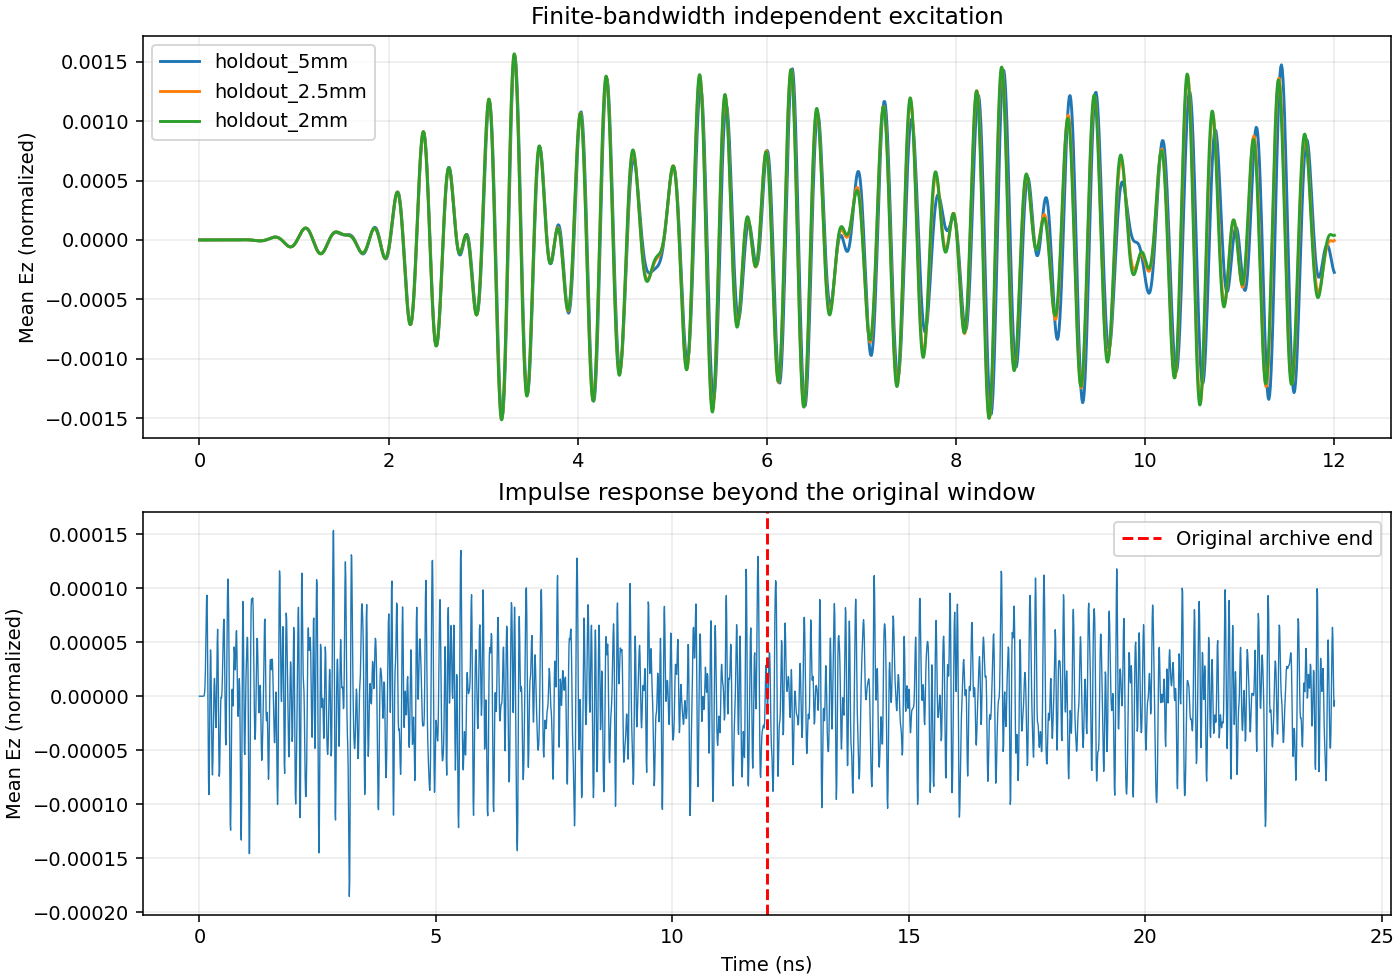 Finite-bandwidth independent excitation
holdout_5mm
holdout_2.5mm
holdout_2mm
Mean Ez (normalized)
0.0015
0.0010
0.0005
0.0000
−0.0005
−0.0010
−0.0015
0 2 4 6 8 10 12
Impulse response beyond the original window
Original archive end
Mean Ez (normalized)
0.00015
0.00010
0.00005
0.00000
−0.00005
−0.00010
−0.00015
−0.00020
0 5 10 15 20 25
Time (ns)